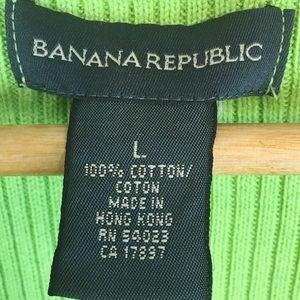 BANANA REPUBLIC
L
100% COTTON/
COTON
MADE IN
HONG KONG
RN 54023
CA 17897